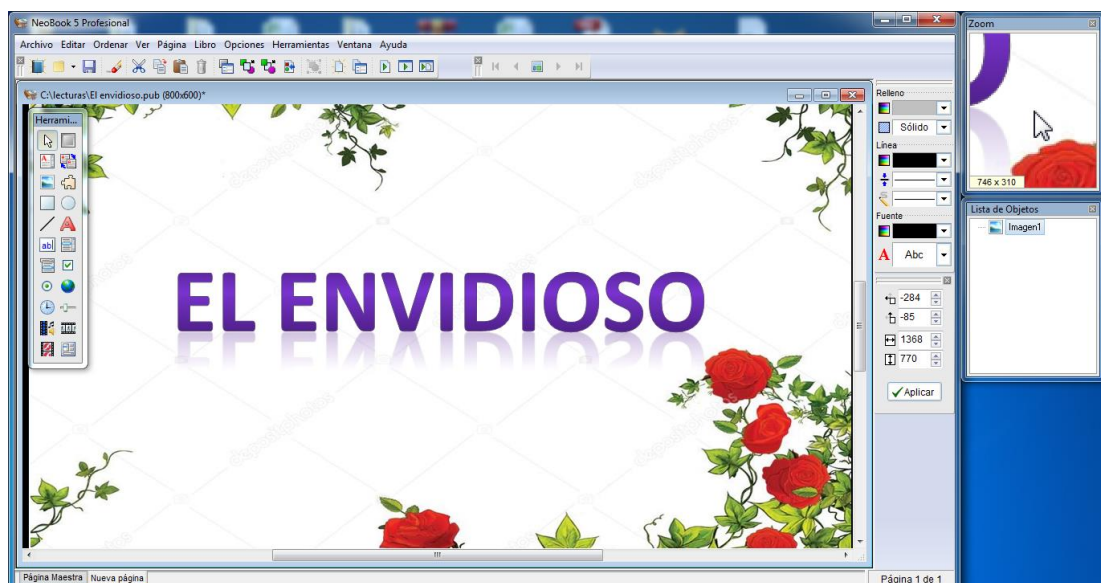 NeoBook 5 Profesional
Archivo Editar Ordenar Ver Página Libro Opciones Herramientas Ventana Ayuda
C:\lecturas\El envidioso.pub (800x600)*
Herrami...
ab
EL ENVIDIOSO
Relleno
Sólido
Línea
Fuente
A Abc
-284
-85
1368
770
Aplicar
Zoom
746 x 310
Lista de Objetos
Imagen1
Página Maestra Nueva página
Página 1 de 1